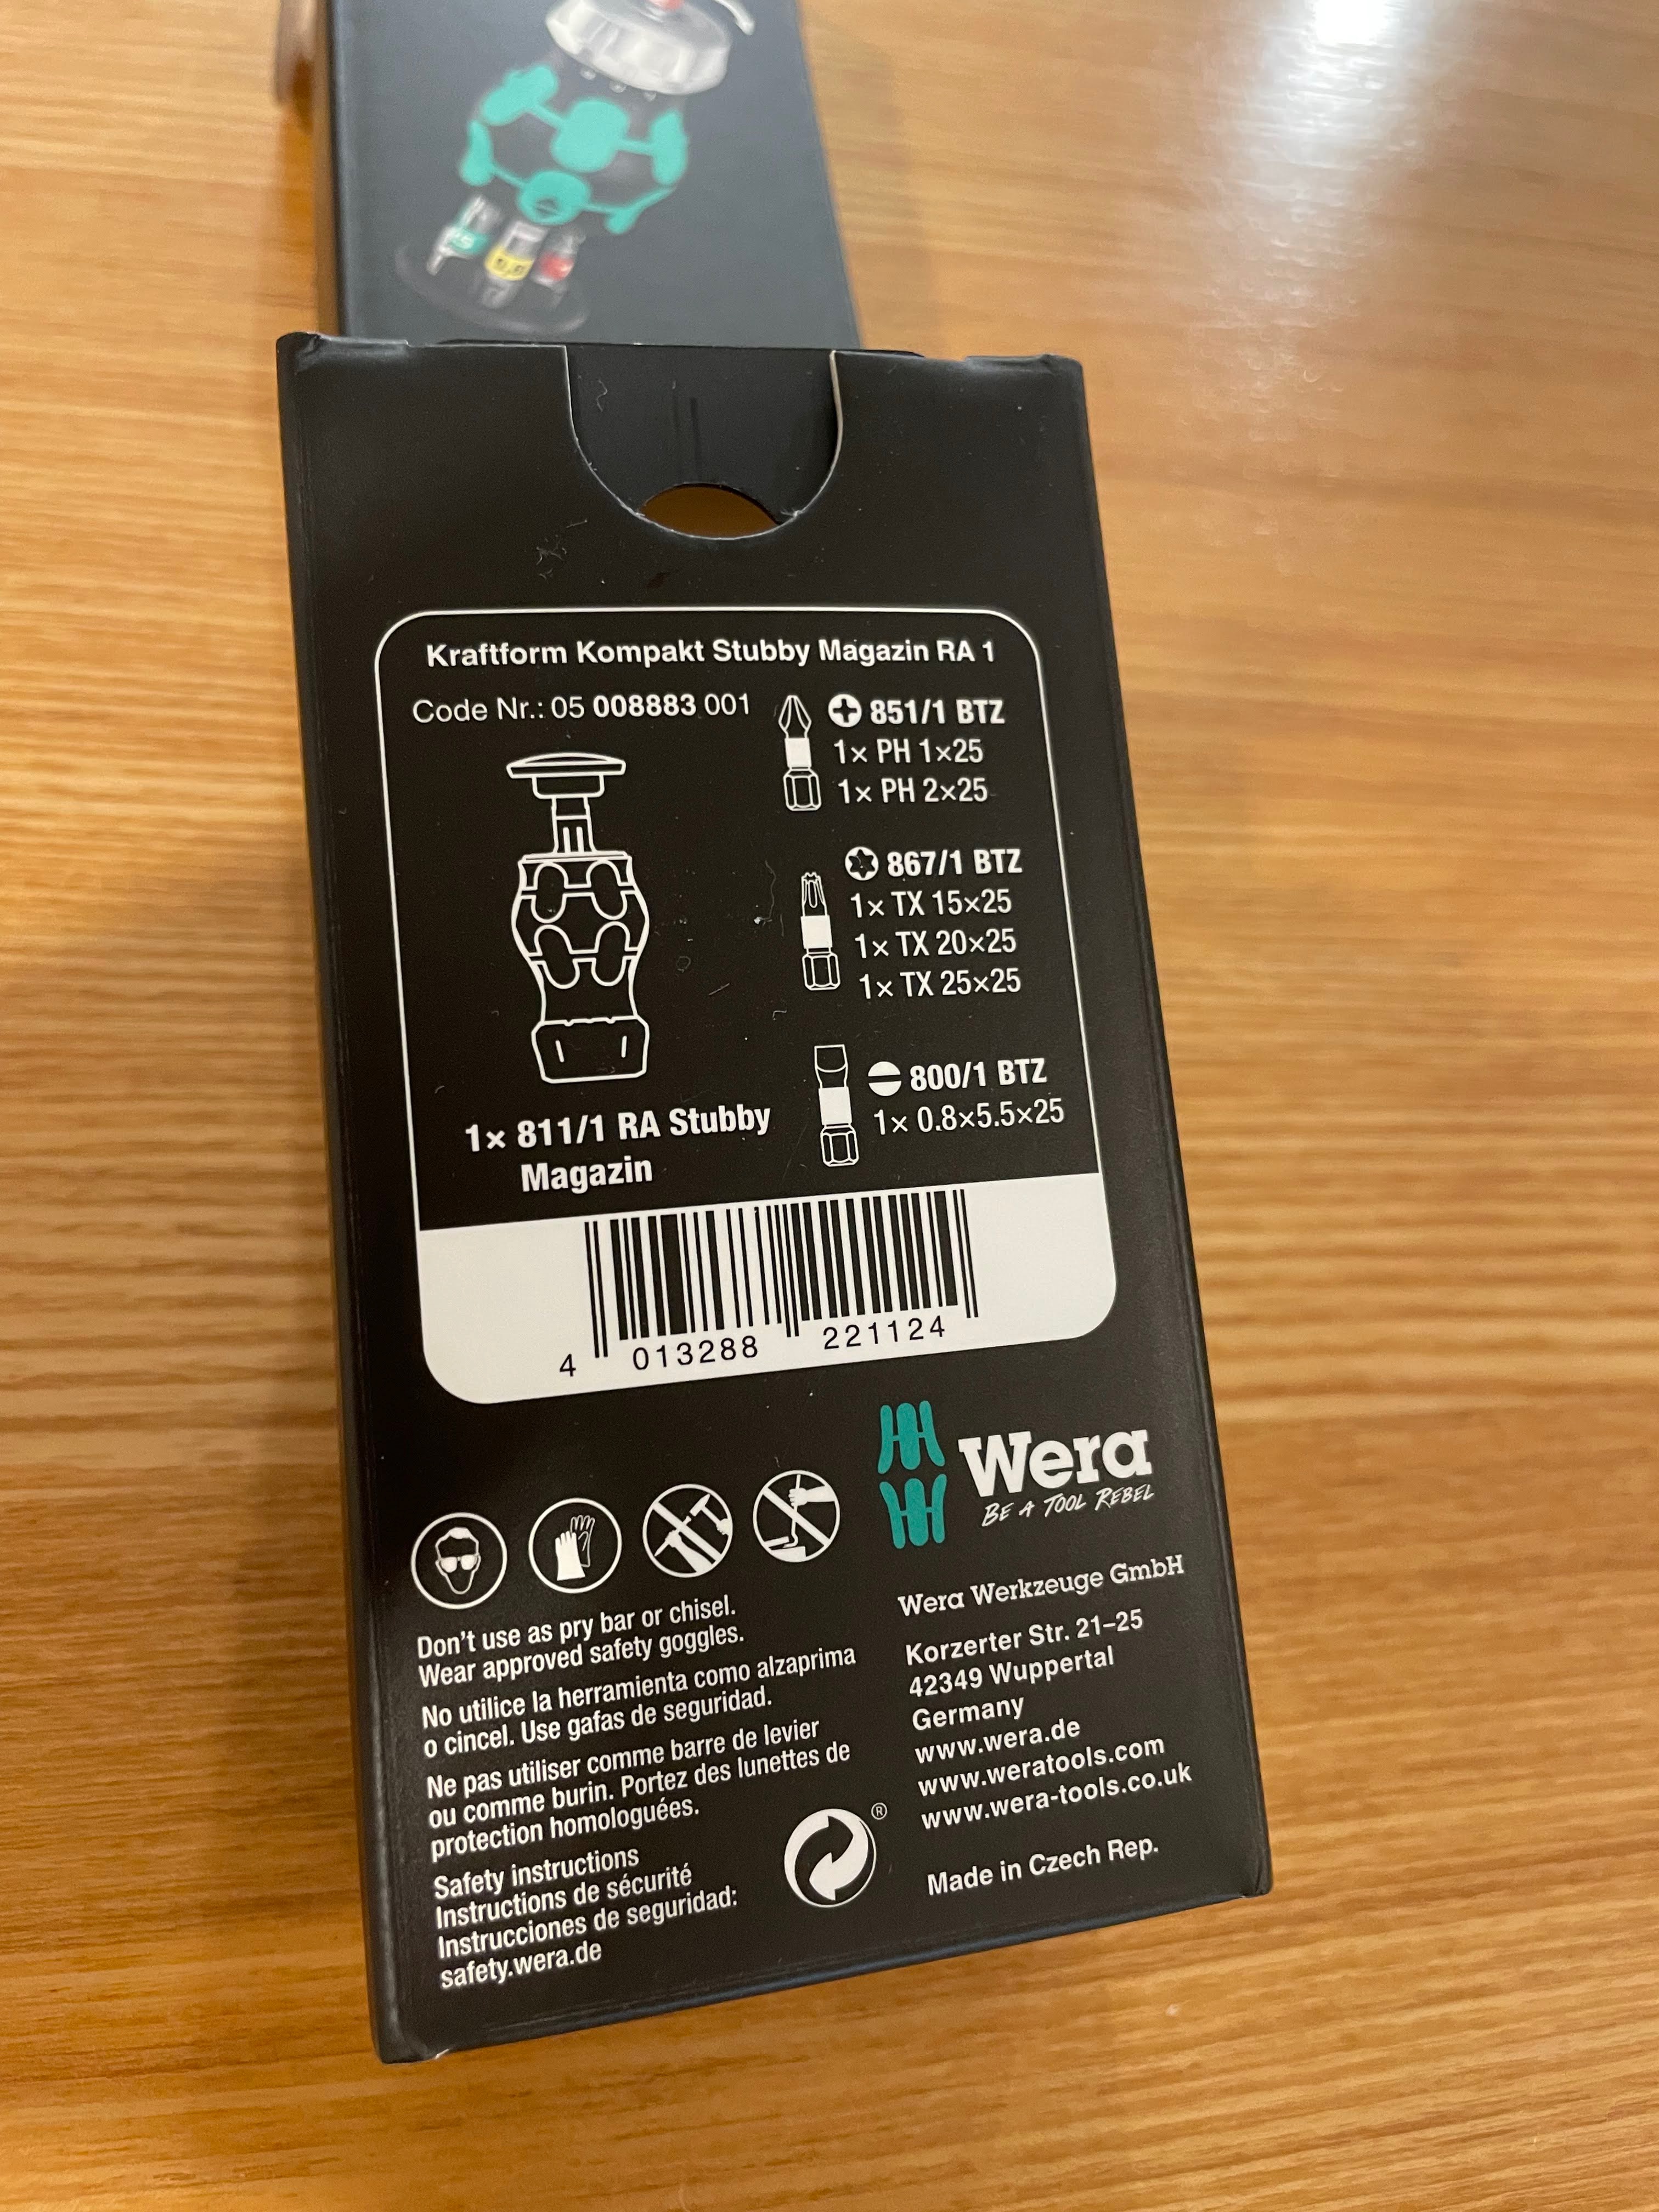 Kraftform Kompakt Stubby Magazin RA 1
Code Nr.: 05 008883 001
851/1 BTZ
1× PH 1×25
1× PH 2×25
867/1 BTZ
1× TX 15×25
1× TX 20×25
1× TX 25×25
800/1 BTZ
1× 0.8×5.5×25
1× 811/1 RA Stubby
Magazin
4 013288 221124
Wera
BE A TOOL REBEL
Don't use as pry bar or chisel.
Wear approved safety goggles.
No utilice la herramienta como alzaprima
o cincel. Use gafas de seguridad.
Ne pas utiliser comme barre de levier
ou comme burin. Portez des lunettes de
protection homologuées.
Safety instructions
Instructions de sécurité
Instrucciones de seguridad:
safety.wera.de
®
Wera Werkzeuge GmbH
Korzerter Str. 21–25
42349 Wuppertal
Germany
www.wera.de
www.weratools.com
www.wera-tools.co.uk
Made in Czech Rep.